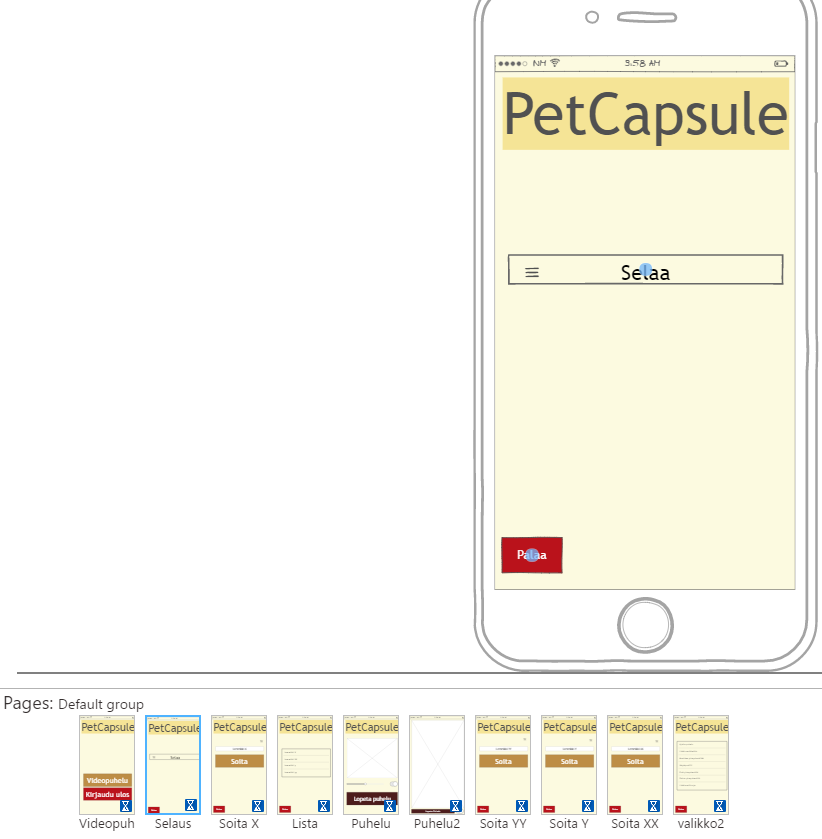 NH 3:58 AM
PetCapsule
Selaa
Palaa
Pages: Default group
PetCapsule PetCapsule PetCapsule PetCapsule PetCapsule PetCapsule PetCapsule PetCapsule PetCapsule
Soita Soita Soita Soita
Videopuhelu
Kirjaudu ulos
Selaa
Lopeta puhelu
Videopuh Selaus Soita X Lista Puhelu Puhelu2 Soita YY Soita Y Soita XX valikko2